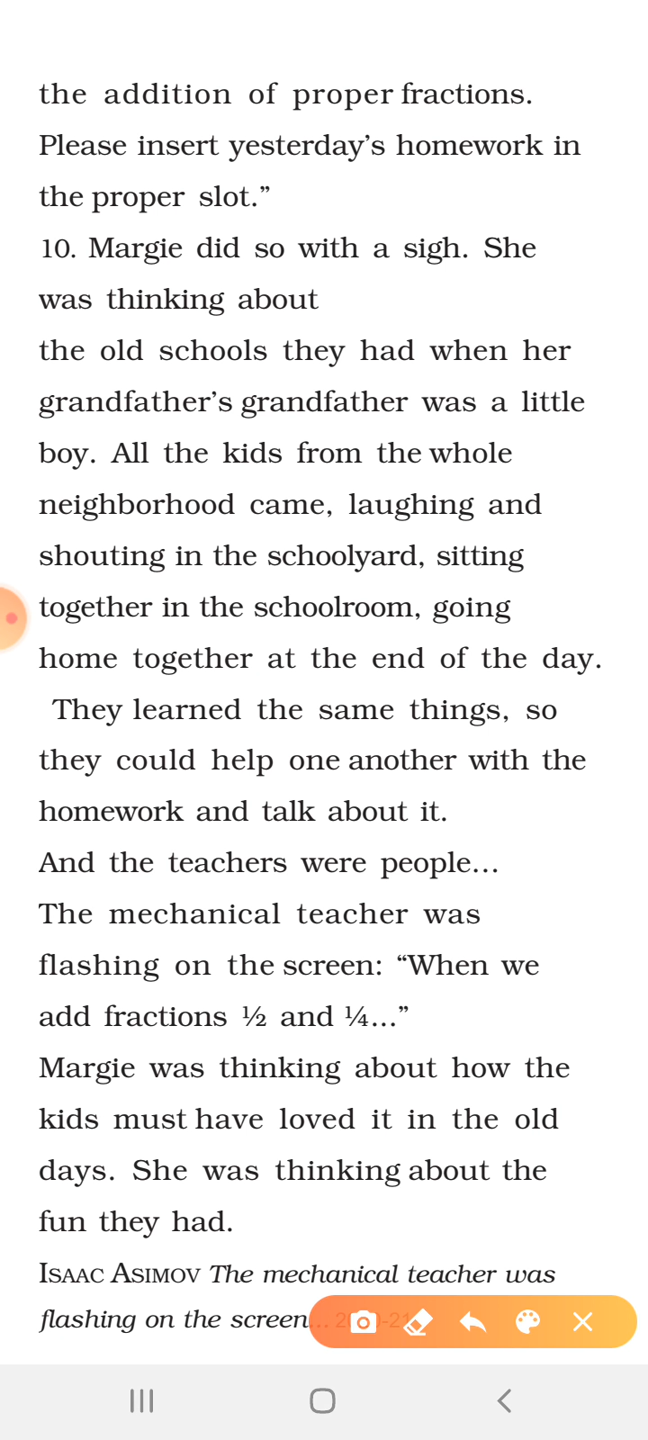 the addition of proper fractions.
Please insert yesterday’s homework in
the proper slot.”
10. Margie did so with a sigh. She
was thinking about
the old schools they had when her
grandfather’s grandfather was a little
boy. All the kids from the whole
neighborhood came, laughing and
shouting in the schoolyard, sitting
together in the schoolroom, going
home together at the end of the day.
They learned the same things, so
they could help one another with the
homework and talk about it.
And the teachers were people...
The mechanical teacher was
flashing on the screen: “When we
add fractions ½ and ¼...”
Margie was thinking about how the
kids must have loved it in the old
days. She was thinking about the
fun they had.
ISAAC ASIMOV The mechanical teacher was
flashing on the screen...